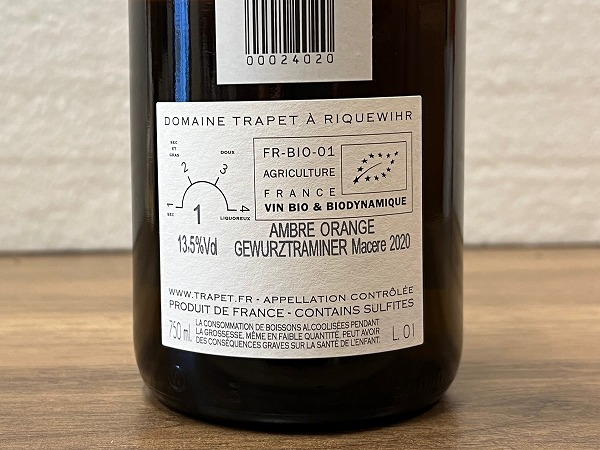 00024020
DOMAINE TRAPET À RIQUEWIHR
SEC
ET
GRAS
DOUX
2
3
1
SEC
4
LIQUOREUX
1
FR-BIO-01
AGRICULTURE
FRANCE
VIN BIO & BIODYNAMIQUE
13.5%Vol
AMBRE ORANGE
GEWURZTRAMINER Macere 2020
WWW.TRAPET.FR - APPELLATION CONTRÔLÉE
PRODUIT DE FRANCE - CONTAINS SULFITES
750 ml.
LA CONSOMMATION DE BOISSONS ALCOOLISÉES PENDANT
LA GROSSESSE, MÊME EN FAIBLE QUANTITÉ, PEUT AVOIR
DES CONSÉQUENCES GRAVES SUR LA SANTÉ DE L'ENFANT.
L 01